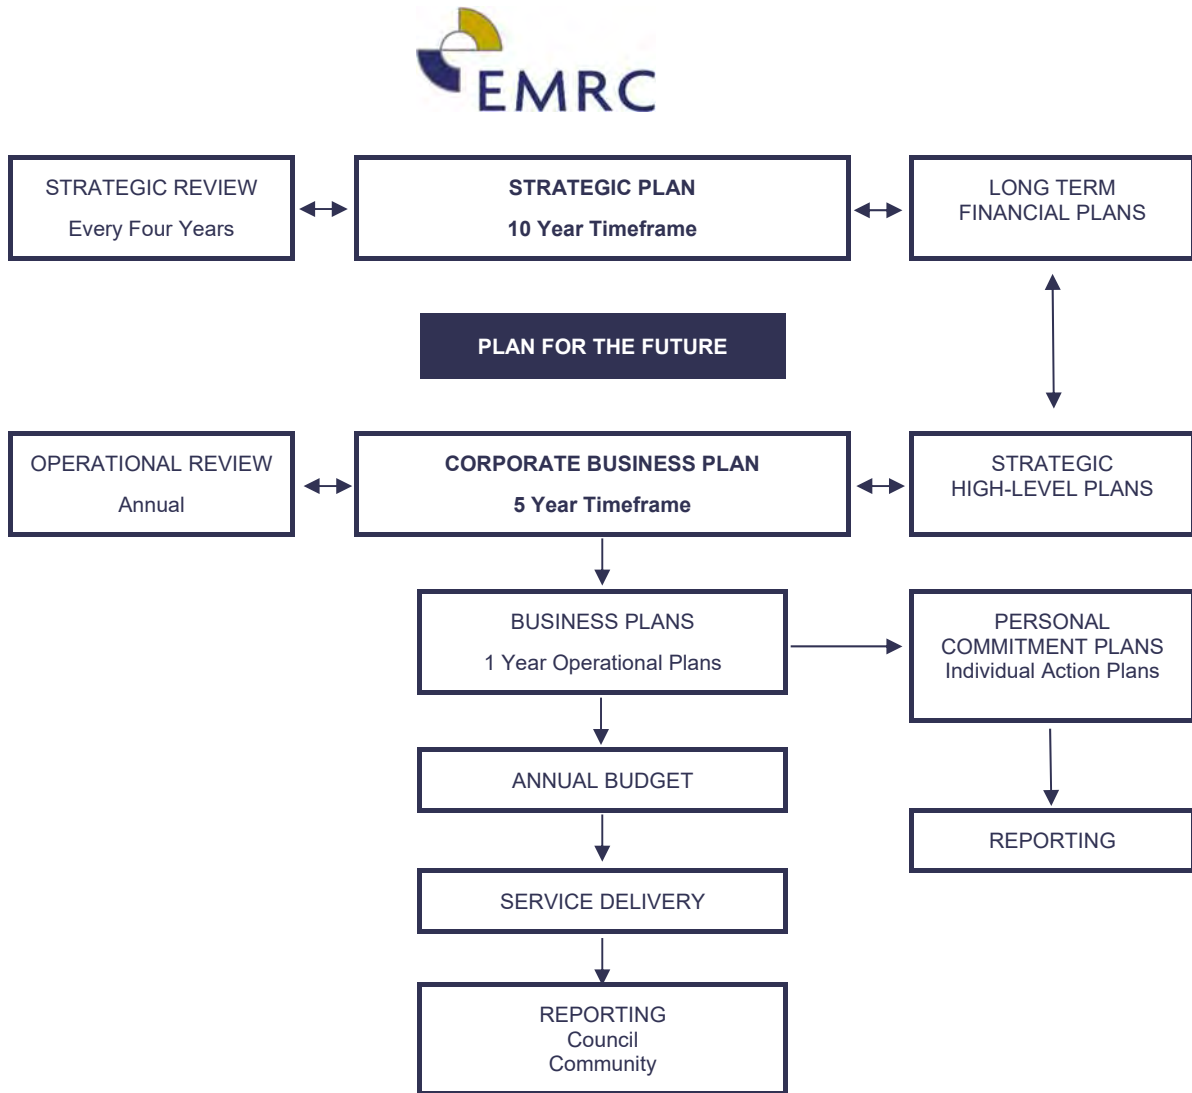 EMRC
STRATEGIC REVIEW
Every Four Years
STRATEGIC PLAN
10 Year Timeframe
LONG TERM
FINANCIAL PLANS
PLAN FOR THE FUTURE
OPERATIONAL REVIEW
Annual
CORPORATE BUSINESS PLAN
5 Year Timeframe
STRATEGIC
HIGH-LEVEL PLANS
BUSINESS PLANS
1 Year Operational Plans
PERSONAL
COMMITMENT PLANS
Individual Action Plans
ANNUAL BUDGET
REPORTING
SERVICE DELIVERY
REPORTING
Council
Community